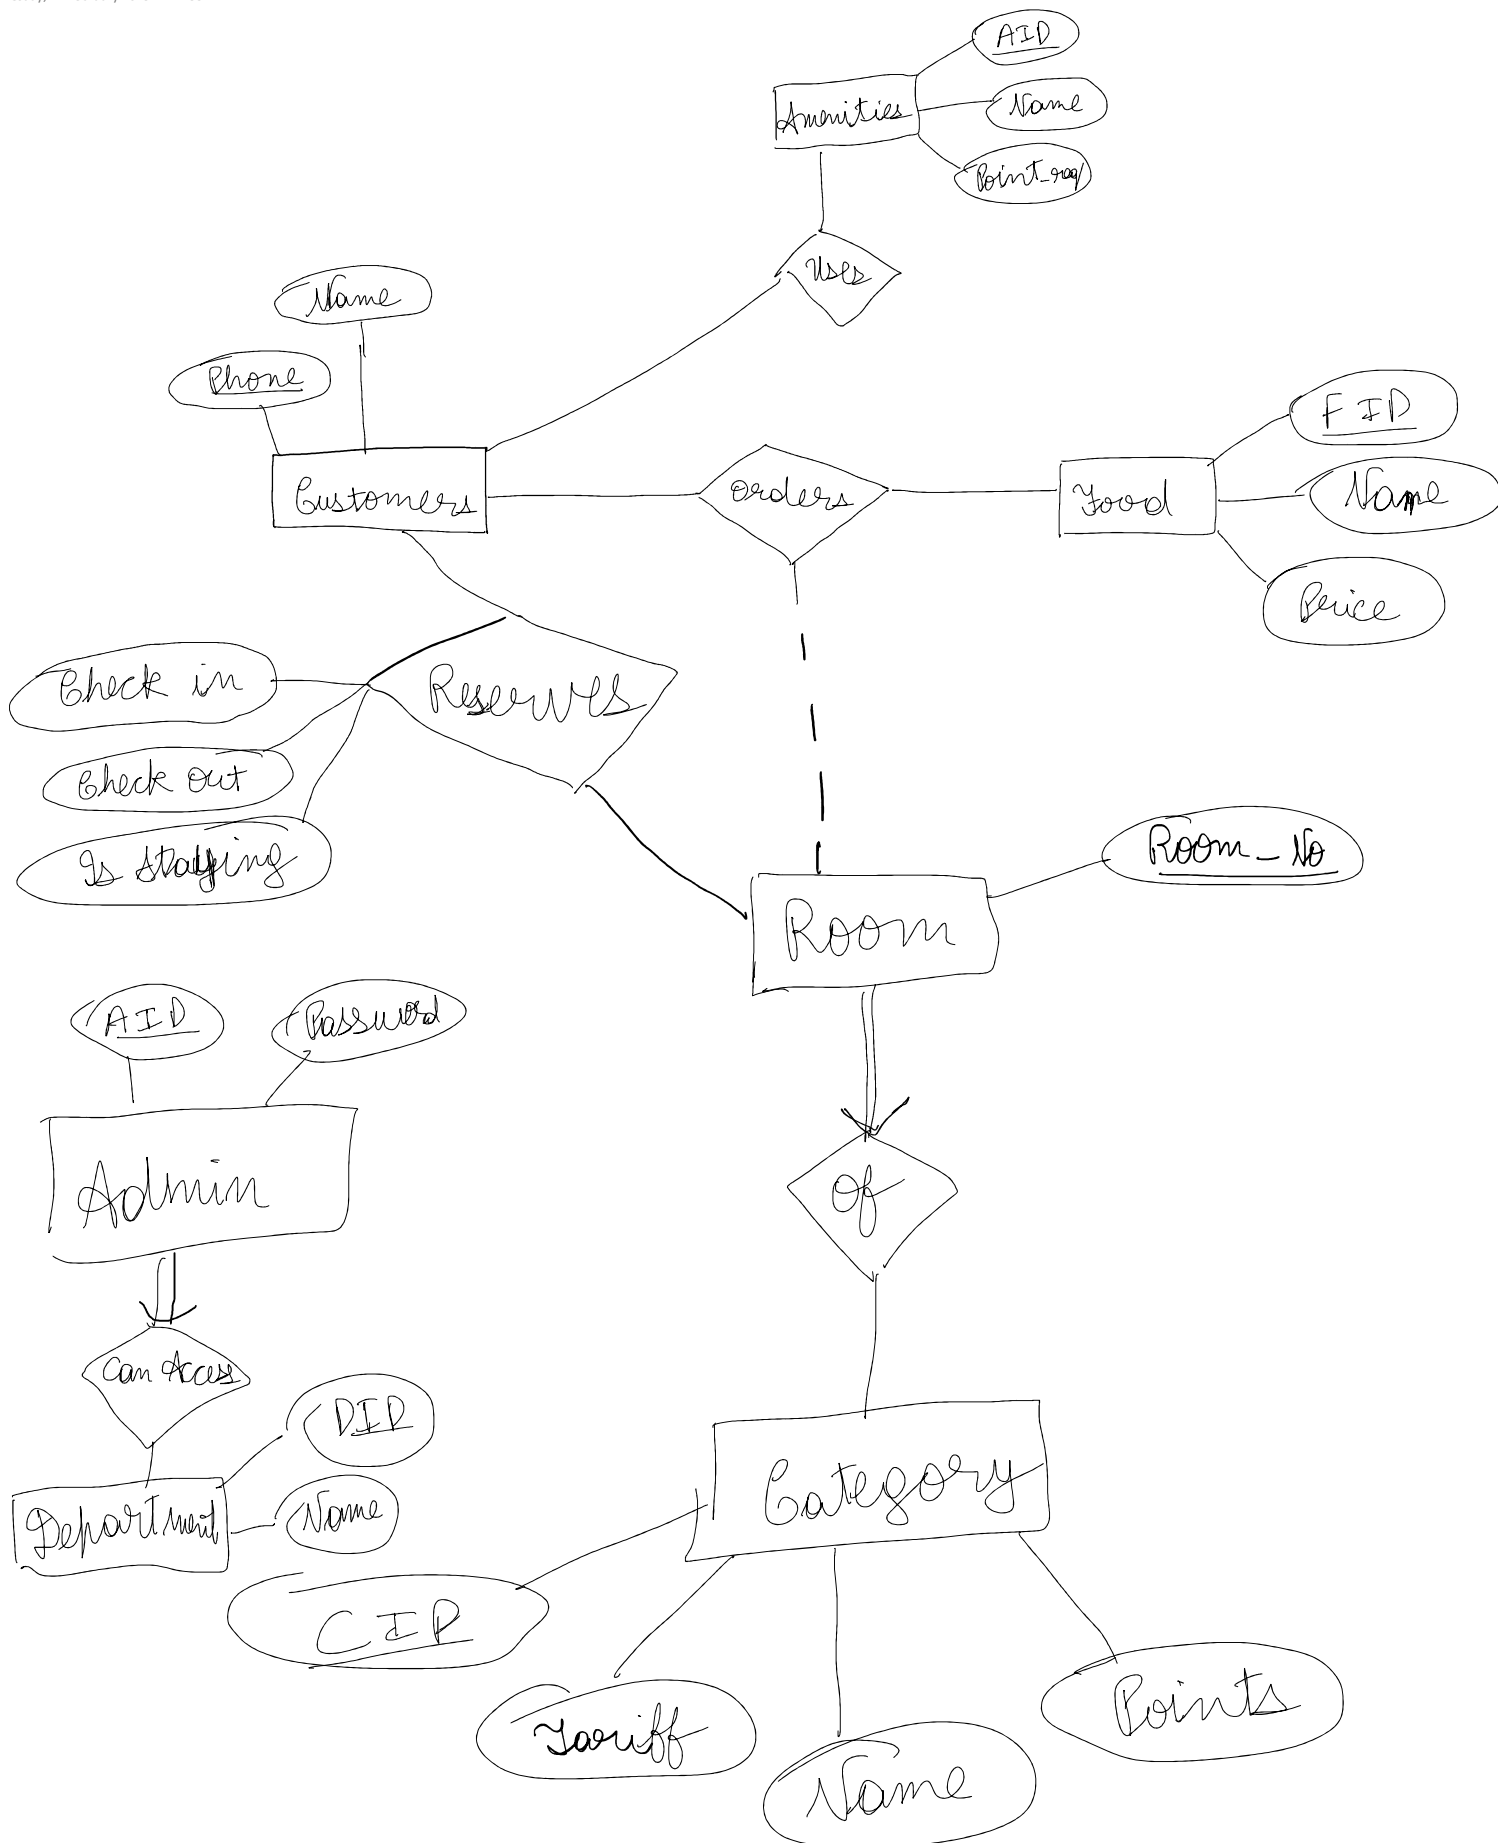 AID
Amenities
Name
Point_req
Uses
Name
Phone
Customers
Orders
Food
FID
Name
Price
Check in
Reserves
Check out
Is Staying
Room_No
Room
AID
Password
Admin
Of
Can Access
DID
Department
Name
Category
CID
Tariff
Name
Points